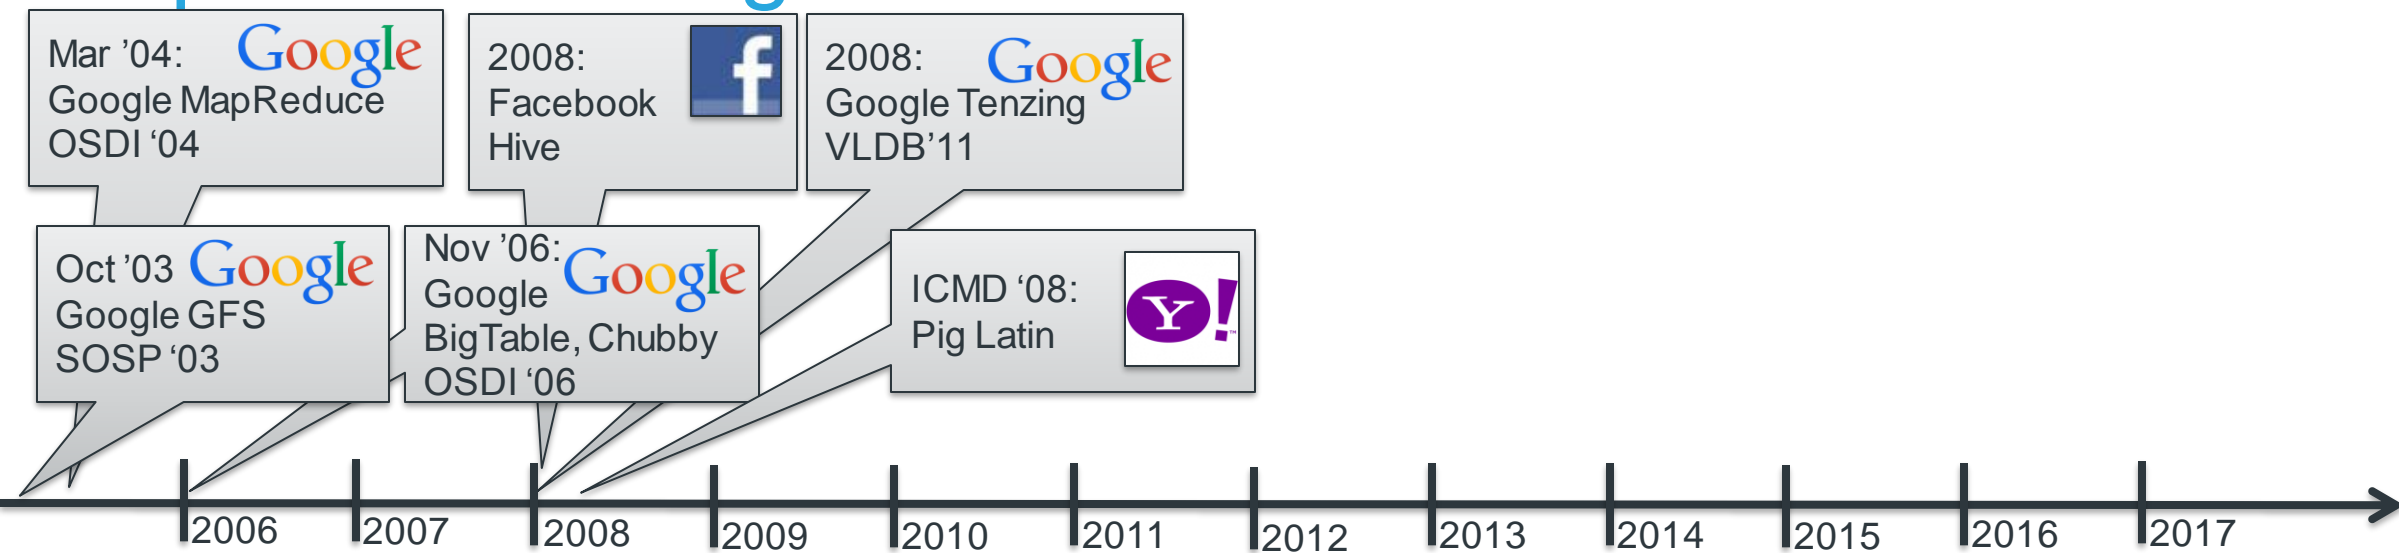 Mar ’04:
Google
Google MapReduce
OSDI ‘04
2008:
Facebook
Hive
f
2008:
Google
Google Tenzing
VLDB’11
Oct ’03
Google
Google GFS
SOSP ‘03
Nov ’06:
Google
Google
BigTable, Chubby
OSDI ‘06
ICMD ‘08:
Pig Latin
Y!
2006
2007
2008
2009
2010
2011
2012
2013
2014
2015
2016
2017